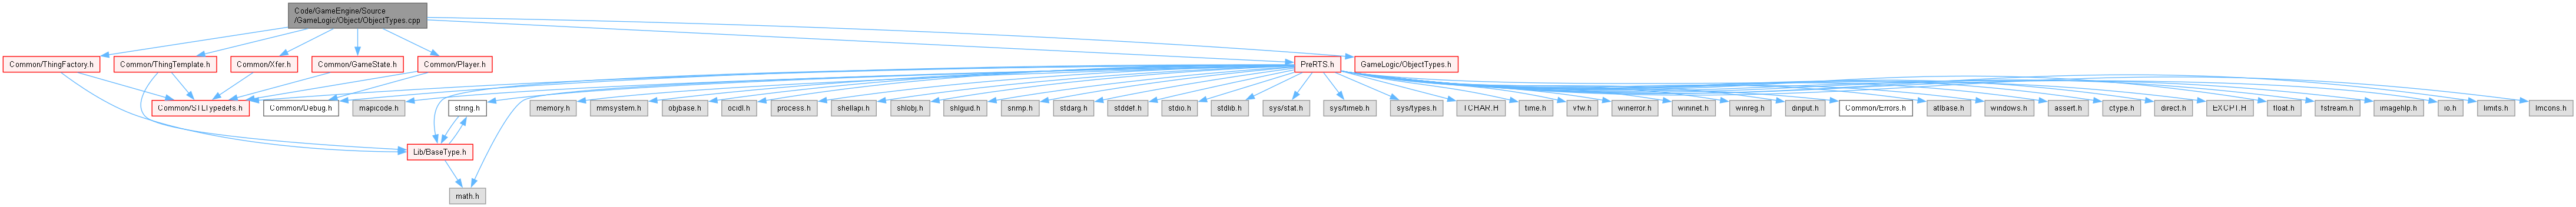 Code/GameEngine/Source
/GameLogic/Object/ObjectTypes.cpp
Common/ThingFactory.h
Common/ThingTemplate.h
Common/Xfer.h
Common/GameState.h
Common/Player.h
PreRTS.h
GameLogic/ObjectTypes.h
Common/STLTypedefs.h
Common/Debug.h
mapicode.h
string.h
memory.h
mmsystem.h
objbase.h
ocidl.h
process.h
shellapi.h
shlobj.h
shlguid.h
snmp.h
stdarg.h
stddef.h
stdio.h
stdlib.h
sys/stat.h
sys/timeb.h
sys/types.h
TCHAR.H
time.h
vfw.h
winerror.h
wininet.h
winreg.h
dinput.h
Common/Errors.h
atlbase.h
windows.h
assert.h
ctype.h
direct.h
EXCPT.H
float.h
fstream.h
imagehlp.h
io.h
limits.h
lmcons.h
Lib/BaseType.h
math.h